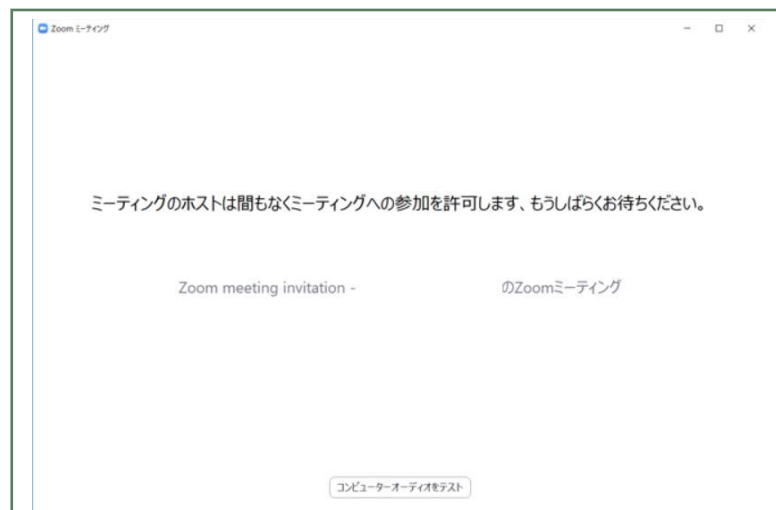 Zoom ミーティング
ミーティングのホストは間もなくミーティングへの参加を許可します、もうしばらくお待ちください。
Zoom meeting invitation - のZoomミーティング
コンピューターオーディオをテスト